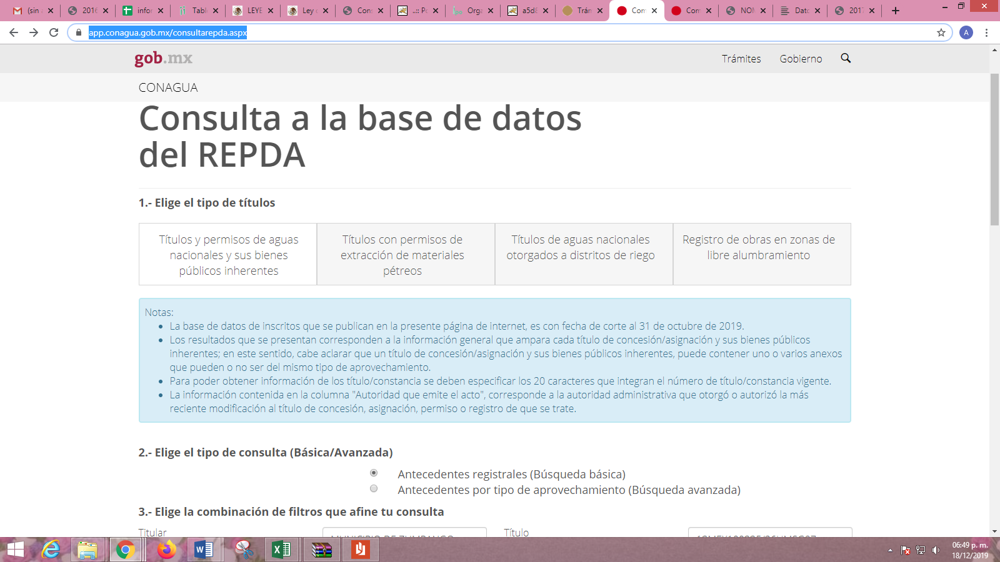 (sin
2016
infor
Tabl
LEYE
Ley
Con
..:: P
Orga
a5d8
Trán
Con
Con
NOM
Date
2017
app.conagua.gob.mx/consultarepda.aspx
A
gob.mx
Trámites Gobierno
CONAGUA
Consulta a la base de datos
del REPDA
1.- Elige el tipo de títulos
Títulos y permisos de aguas
nacionales y sus bienes
públicos inherentes
Títulos con permisos de
extracción de materiales
pétreos
Títulos de aguas nacionales
otorgados a distritos de riego
Registro de obras en zonas de
libre alumbramiento
Notas:
La base de datos de inscritos que se publican en la presente página de internet, es con fecha de corte al 31 de octubre de 2019.
Los resultados que se presentan corresponden a la información general que ampara cada título de concesión/asignación y sus bienes públicos
inherentes; en este sentido, cabe aclarar que un título de concesión/asignación y sus bienes públicos inherentes, puede contener uno o varios anexos
que pueden o no ser del mismo tipo de aprovechamiento.
Para poder obtener información de los título/constancia se deben especificar los 20 caracteres que integran el número de título/constancia vigente.
La información contenida en la columna "Autoridad que emite el acto", corresponde a la autoridad administrativa que otorgó o autorizó la más
reciente modificación al título de concesión, asignación, permiso o registro de que se trate.
2.- Elige el tipo de consulta (Básica/Avanzada)
Antecedentes registrales (Búsqueda básica)
Antecedentes por tipo de aprovechamiento (Búsqueda avanzada)
3.- Elige la combinación de filtros que afine tu consulta
Titular
Título
06:49 p. m.
18/12/2019